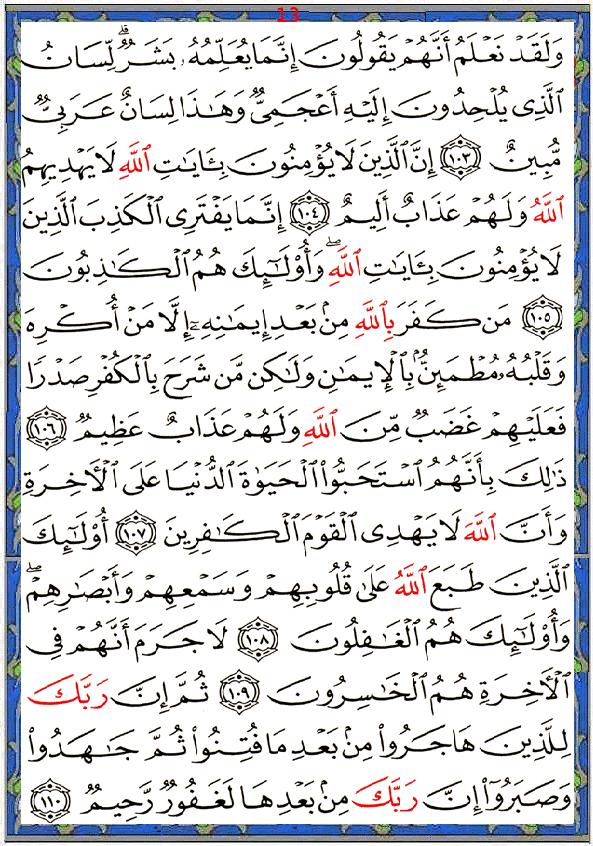 13
وَلَقَدْ نَعْلَمُ أَنَّهُمْ يَقُولُونَ إِنَّمَا يُعَلِّمُهُۥ بَشَرٌۗ لِّسَانُ
ٱلَّذِى يُلْحِدُونَ إِلَيْهِ أَعْجَمِىٌّ وَهَٰذَا لِسَانٌ عَرَبِىٌّ
مُّبِينٌ ١٠٣ إِنَّ ٱلَّذِينَ لَا يُؤْمِنُونَ بِـَٔايَٰتِ ٱللَّهِ لَا يَهْدِيهِمُ
ٱللَّهُ وَلَهُمْ عَذَابٌ أَلِيمٌ ١٠٤ إِنَّمَا يَفْتَرِى ٱلْكَذِبَ ٱلَّذِينَ
لَا يُؤْمِنُونَ بِـَٔايَٰتِ ٱللَّهِۖ وَأُو۟لَٰٓئِكَ هُمُ ٱلْكَٰذِبُونَ
١٠٥ مَن كَفَرَ بِٱللَّهِ مِنۢ بَعْدِ إِيمَٰنِهِۦٓ إِلَّا مَنْ أُكْرِهَ
وَقَلْبُهُۥ مُطْمَئِنٌّۢ بِٱلْإِيمَٰنِ وَلَٰكِن مَّن شَرَحَ بِٱلْكُفْرِ صَدْرًا
فَعَلَيْهِمْ غَضَبٌ مِّنَ ٱللَّهِ وَلَهُمْ عَذَابٌ عَظِيمٌ ١٠٦
ذَٰلِكَ بِأَنَّهُمُ ٱسْتَحَبُّوا۟ ٱلْحَيَوٰةَ ٱلدُّنْيَا عَلَى ٱلْءَاخِرَةِ
وَأَنَّ ٱللَّهَ لَا يَهْدِى ٱلْقَوْمَ ٱلْكَٰفِرِينَ ١٠٧ أُو۟لَٰٓئِكَ
ٱلَّذِينَ طَبَعَ ٱللَّهُ عَلَىٰ قُلُوبِهِمْ وَسَمْعِهِمْ وَأَبْصَٰرِهِمْۖ
وَأُو۟لَٰٓئِكَ هُمُ ٱلْغَٰفِلُونَ ١٠٨ لَا جَرَمَ أَنَّهُمْ فِى
ٱلْءَاخِرَةِ هُمُ ٱلْخَٰسِرُونَ ١٠٩ ثُمَّ إِنَّ رَبَّكَ
لِلَّذِينَ هَاجَرُوا۟ مِنۢ بَعْدِ مَا فُتِنُوا۟ ثُمَّ جَٰهَدُوا۟
وَصَبَرُوٓا۟ إِنَّ رَبَّكَ مِنۢ بَعْدِهَا لَغَفُورٌ رَّحِيمٌ ١١٠